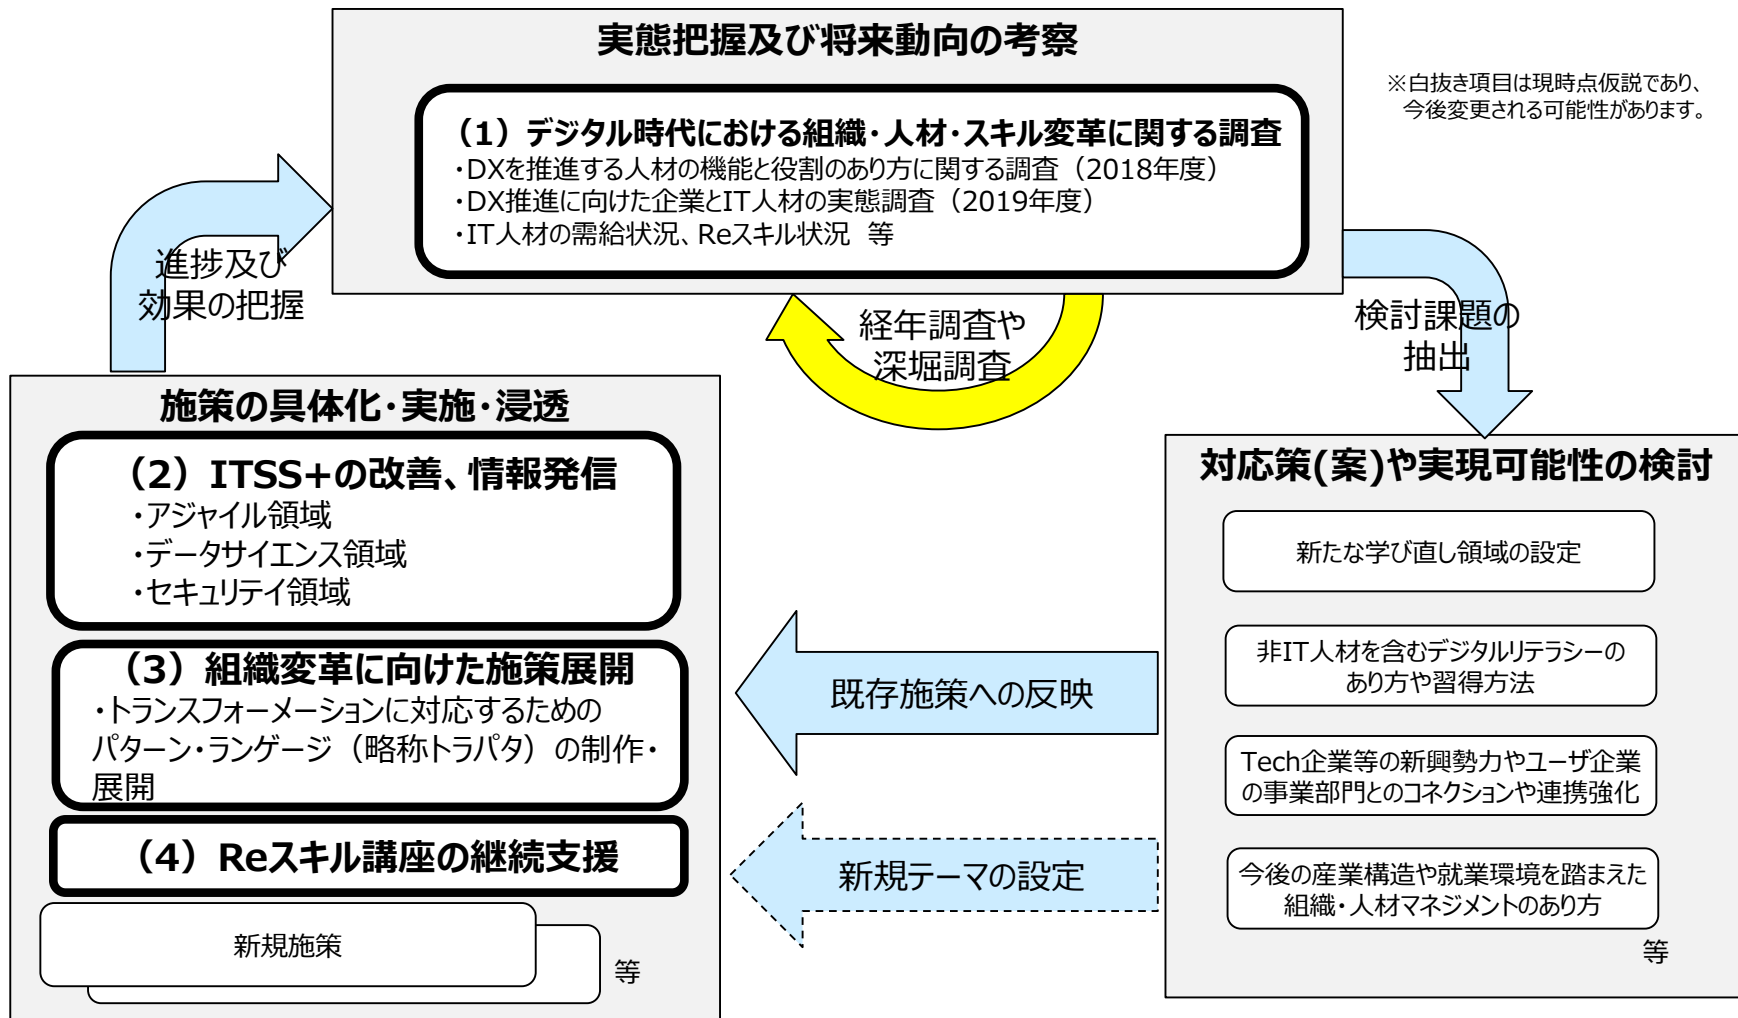 実態把握及び将来動向の考察
※白抜き項目は現時点仮説であり、
今後変更される可能性があります。
（1）デジタル時代における組織・人材・スキル変革に関する調査
・DXを推進する人材の機能と役割のあり方に関する調査（2018年度）
・DX推進に向けた企業とIT人材の実態調査（2019年度）
・IT人材の需給状況、Reスキル状況 等
進捗及び
効果の把握
経年調査や
深堀調査
検討課題の
抽出
施策の具体化・実施・浸透
（2）ITSS+の改善、情報発信
・アジャイル領域
・データサイエンス領域
・セキュリテイ領域
（3）組織変革に向けた施策展開
・トランスフォーメーションに対応するための
パターン・ランゲージ（略称トラパタ）の制作・
展開
（4）Reスキル講座の継続支援
新規施策
等
既存施策への反映
新規テーマの設定
対応策(案)や実現可能性の検討
新たな学び直し領域の設定
非IT人材を含むデジタルリテラシーの
あり方や習得方法
Tech企業等の新興勢力やユーザ企業
の事業部門とのコネクションや連携強化
今後の産業構造や就業環境を踏まえた
組織・人材マネジメントのあり方
等